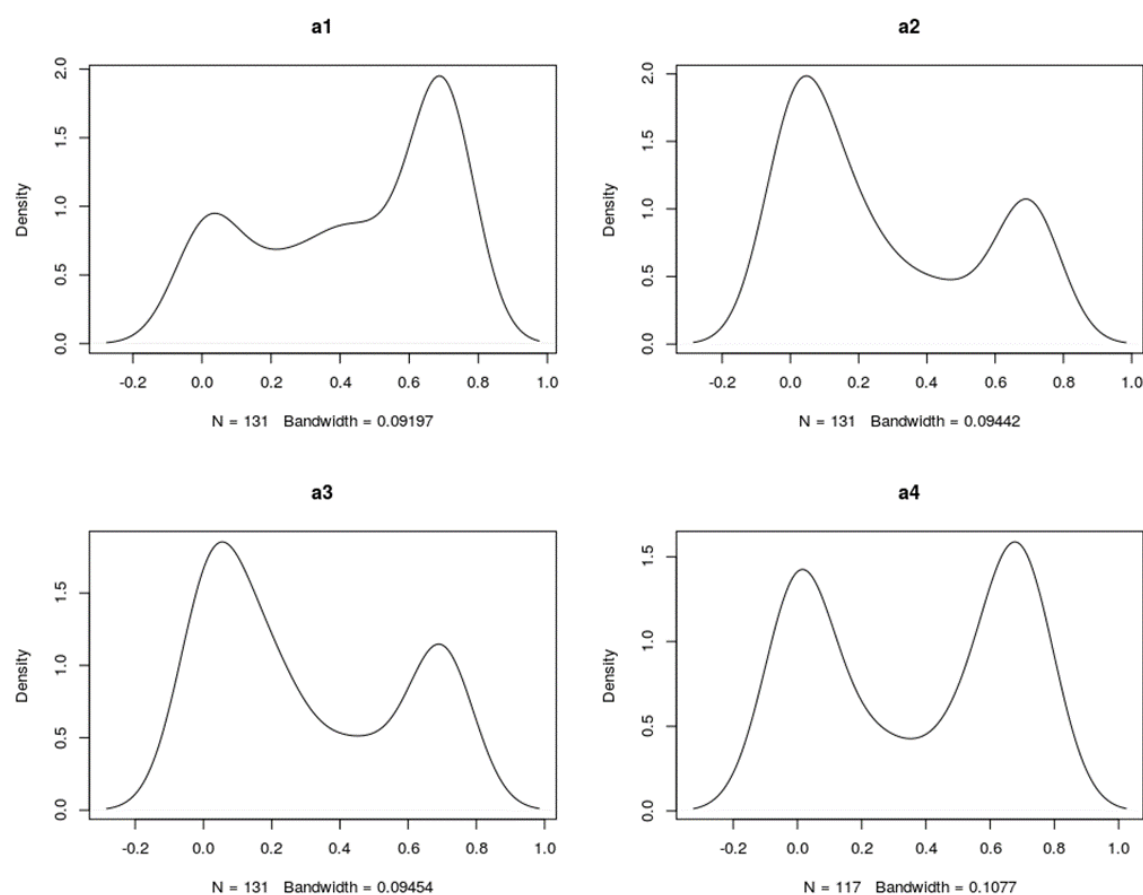 a1
Density
0.0 0.5 1.0 1.5 2.0
-0.2 0.0 0.2 0.4 0.6 0.8 1.0
N = 131 Bandwidth = 0.09197
a2
Density
0.0 0.5 1.0 1.5 2.0
-0.2 0.0 0.2 0.4 0.6 0.8 1.0
N = 131 Bandwidth = 0.09442
a3
Density
0.0 0.5 1.0 1.5
-0.2 0.0 0.2 0.4 0.6 0.8 1.0
N = 131 Bandwidth = 0.09454
a4
Density
0.0 0.5 1.0 1.5
-0.2 0.0 0.2 0.4 0.6 0.8 1.0
N = 117 Bandwidth = 0.1077